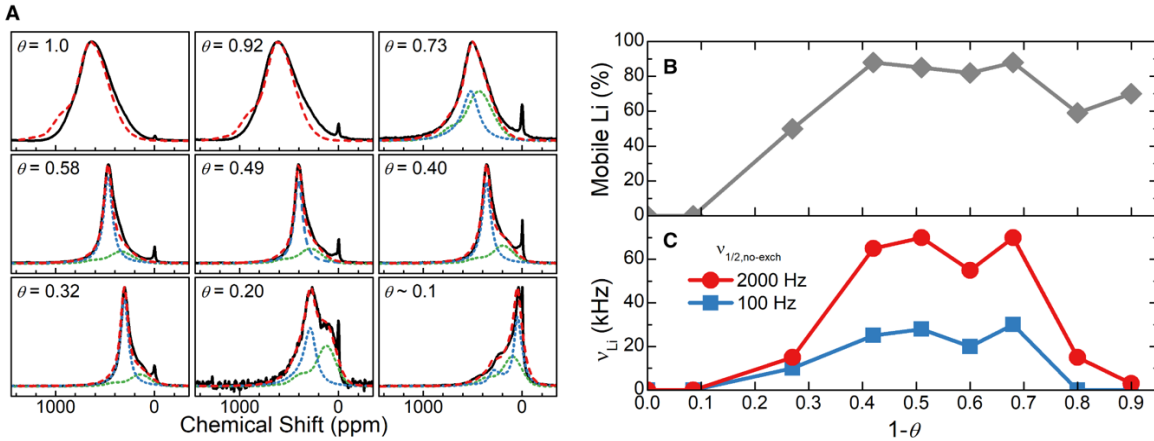 A
θ = 1.0
θ = 0.92
θ = 0.73
θ = 0.58
θ = 0.49
θ = 0.40
θ = 0.32
θ = 0.20
θ ~ 0.1
1000 0 1000 0 1000 0
Chemical Shift (ppm)
B
Mobile Li (%)
100
80
60
40
20
0
C
ν1/2,no-exch
2000 Hz
100 Hz
νLi (kHz)
60
40
20
0
0.0 0.1 0.2 0.3 0.4 0.5 0.6 0.7 0.8 0.9
1-θ